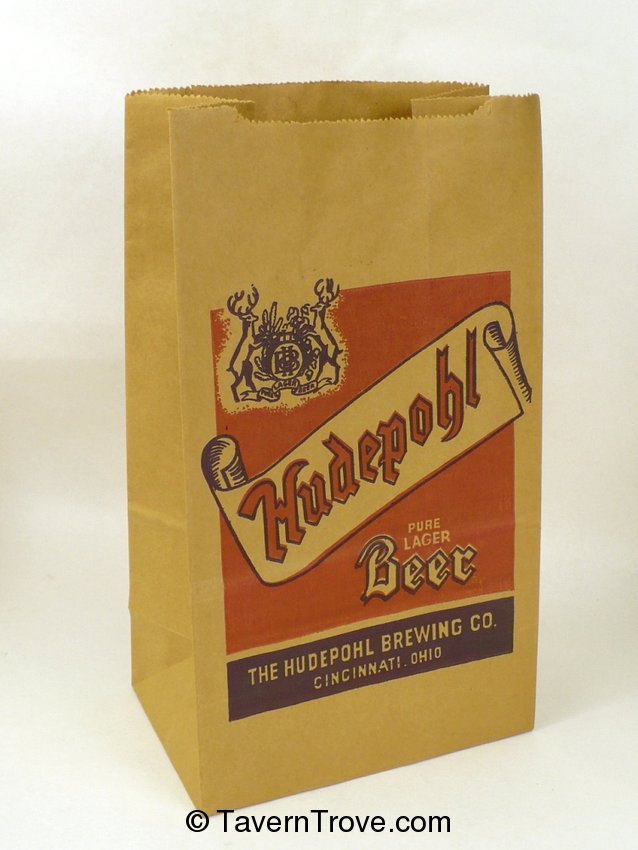 Hudepohl
PURE
LAGER
Beer
THE HUDEPOHL BREWING CO.
CINCINNATI, OHIO
© TavernTrove.com